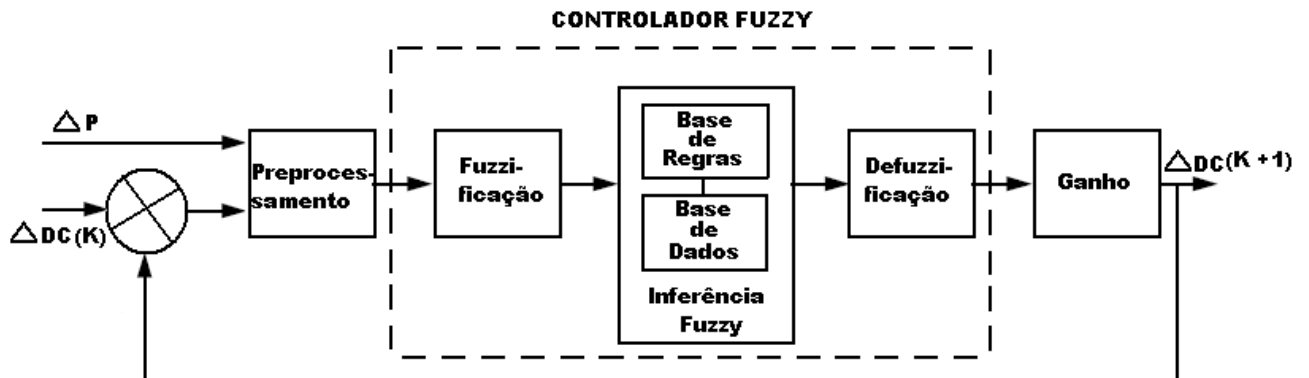 CONTROLADOR FUZZY
△ P
△ DC (K)
Preproces-
samento
Fuzzi-
ficação
Base
de
Regras
Base
de
Dados
Inferência
Fuzzy
Defuzzi-
ficação
Ganho
△ DC (K + 1)